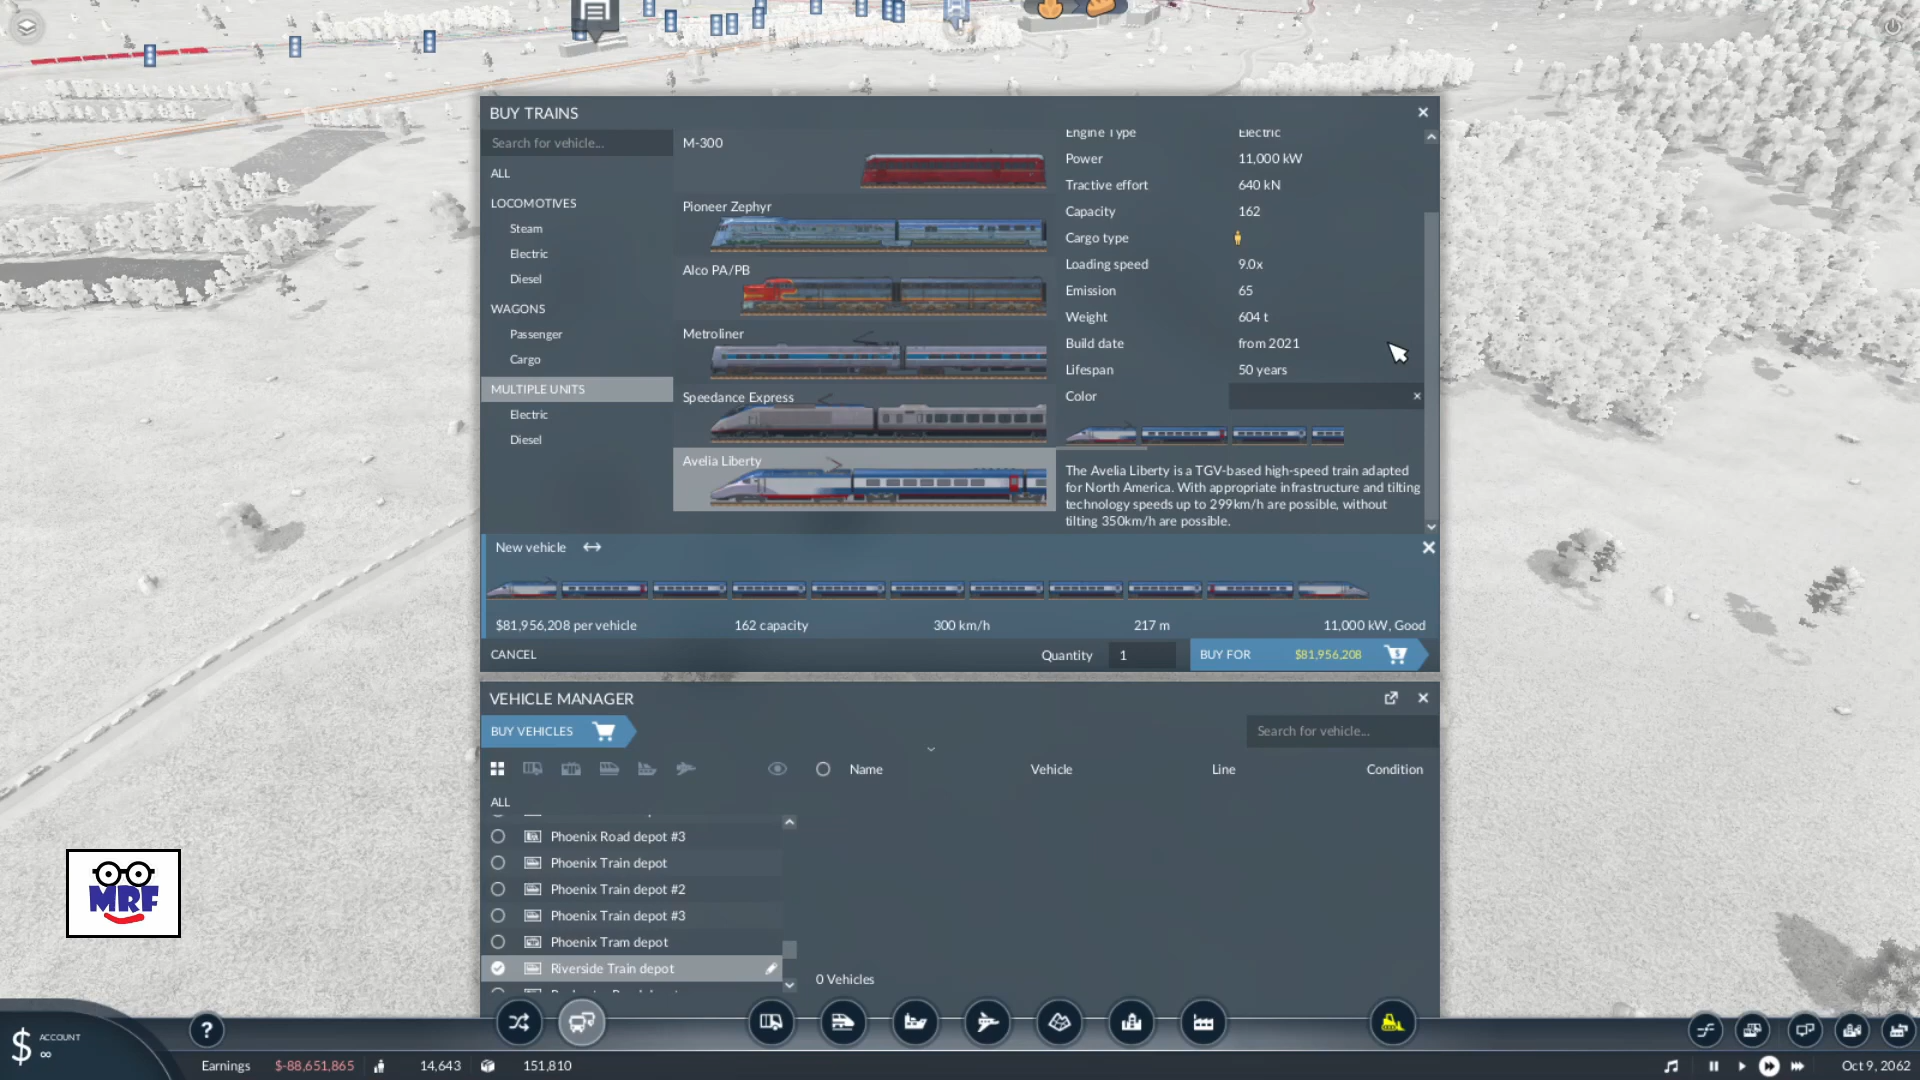 BUY TRAINS
Search for vehicle...
ALL
LOCOMOTIVES
Steam
Electric
Diesel
WAGONS
Passenger
Cargo
MULTIPLE UNITS
Electric
Diesel
M-300
Pioneer Zephyr
Alco PA/PB
Metroliner
Speedance Express
Avelia Liberty
Engine Type Electric
Power 11,000 kW
Tractive effort 640 kN
Capacity 162
Cargo type
Loading speed 9.0x
Emission 65
Weight 604 t
Build date from 2021
Lifespan 50 years
Color
The Avelia Liberty is a TGV-based high-speed train adapted
for North America. With appropriate infrastructure and tilting
technology speeds up to 299km/h are possible, without
tilting 350km/h are possible.
New vehicle
$81,956,208 per vehicle 162 capacity 300 km/h 217 m 11,000 kW, Good
CANCEL Quantity 1 BUY FOR $81,956,208
VEHICLE MANAGER
BUY VEHICLES
Search for vehicle...
Name Vehicle Line Condition
ALL
Phoenix Road depot #3
Phoenix Train depot
Phoenix Train depot #2
Phoenix Train depot #3
Phoenix Tram depot
Riverside Train depot
0 Vehicles
MRF
$ ACCOUNT
∞
?
Earnings $-88,651,865 14,643 151,810 Oct 9, 2062